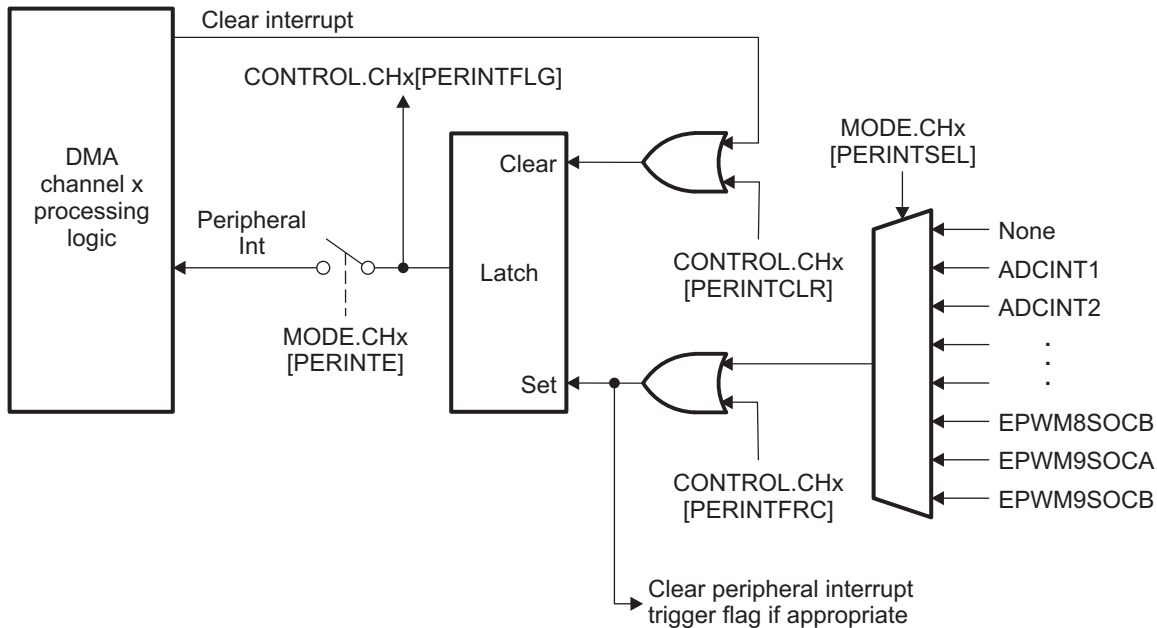 Clear interrupt
CONTROL.CHx[PERINTFLG]
DMA
channel x
processing
logic
Peripheral
Int
MODE.CHx
[PERINTE]
Clear
Latch
Set
CONTROL.CHx
[PERINTCLR]
CONTROL.CHx
[PERINTFRC]
MODE.CHx
[PERINTSEL]
None
ADCINT1
ADCINT2
.
.
.
EPWM8SOCB
EPWM9SOCA
EPWM9SOCB
Clear peripheral interrupt
trigger flag if appropriate